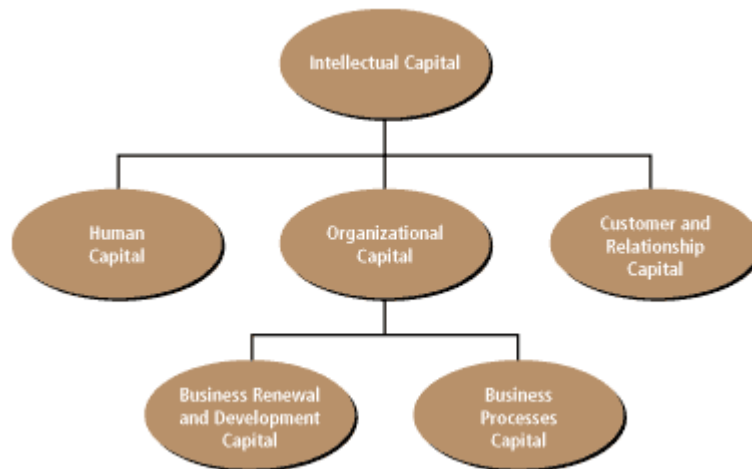 Intellectual Capital
Human
Capital
Organizational
Capital
Customer and
Relationship
Capital
Business Renewal
and Development
Capital
Business
Processes
Capital